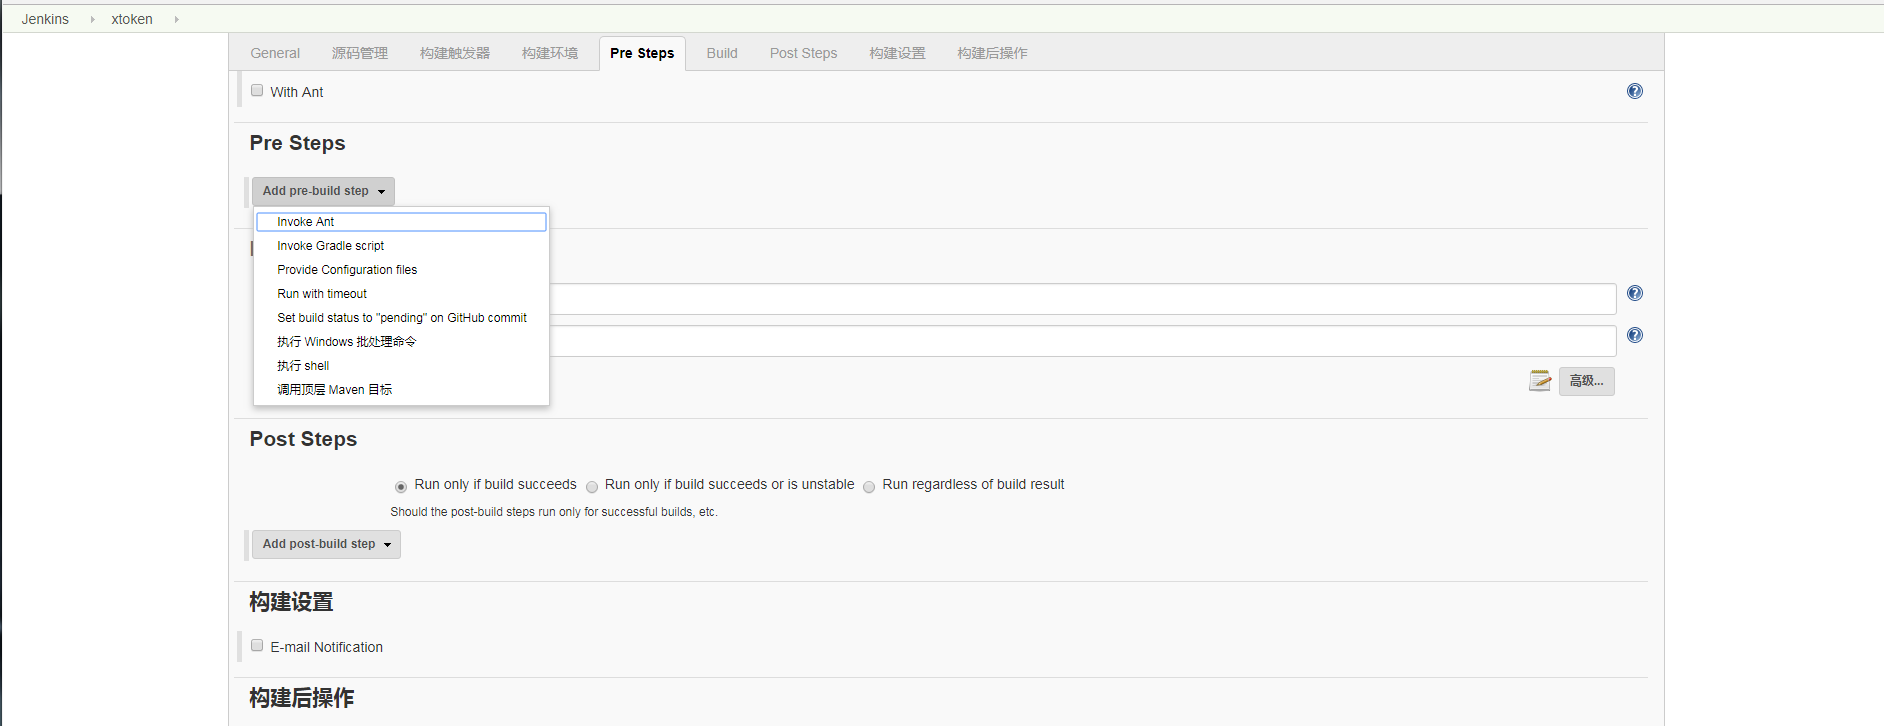 Jenkins xtoken
General 源码管理 构建触发器 构建环境 Pre Steps Build Post Steps 构建设置 构建后操作
With Ant
Pre Steps
Add pre-build step
Invoke Ant
Invoke Gradle script
Provide Configuration files
Run with timeout
Set build status to "pending" on GitHub commit
执行 Windows 批处理命令
执行 shell
调用顶层 Maven 目标
高级...
Post Steps
Run only if build succeeds Run only if build succeeds or is unstable Run regardless of build result
Should the post-build steps run only for successful builds, etc.
Add post-build step
构建设置
E-mail Notification
构建后操作